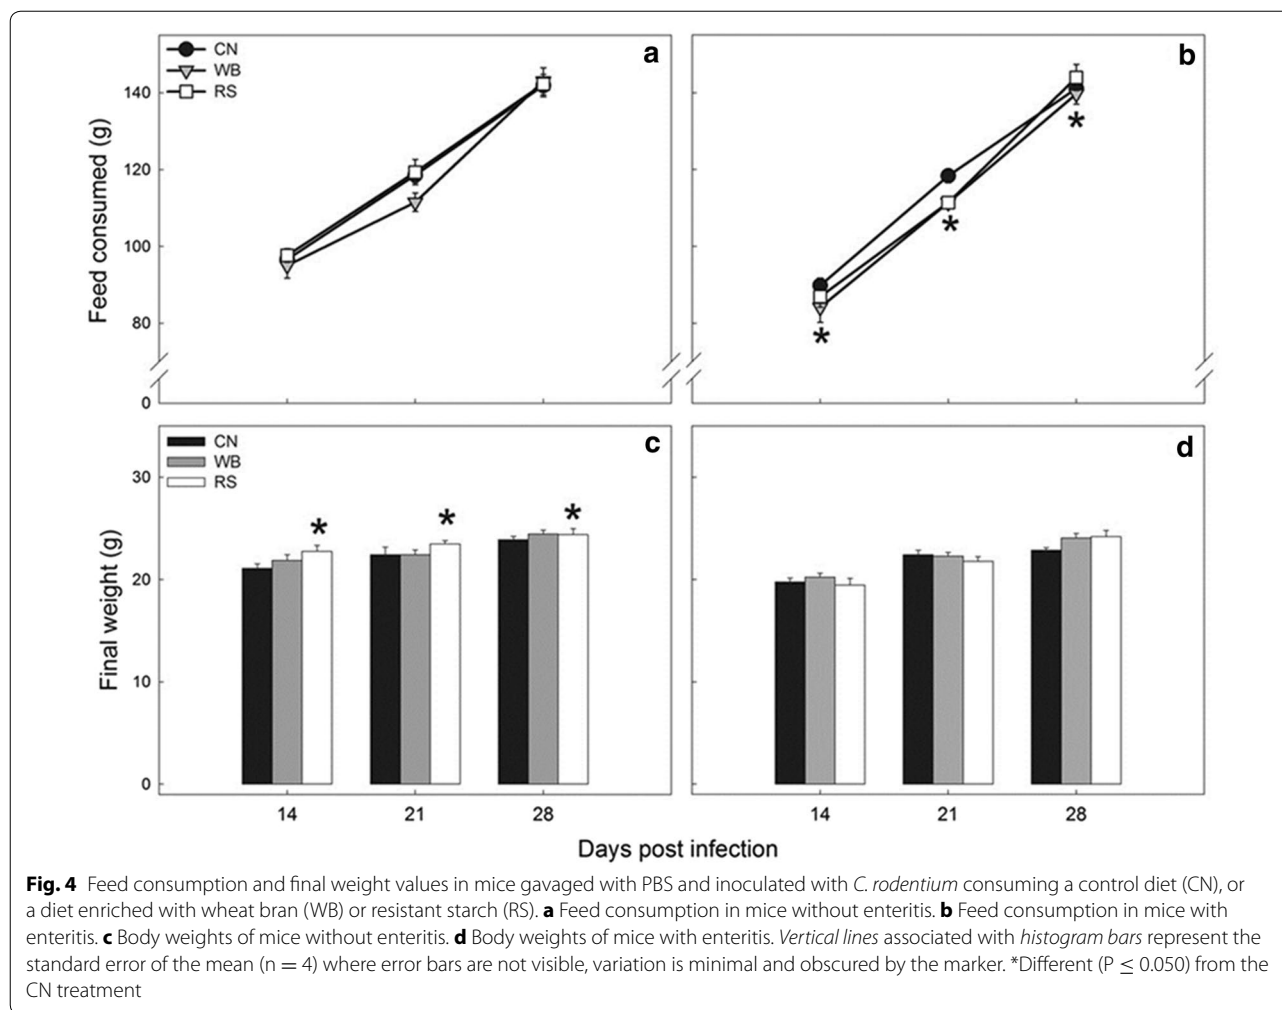 a
CN
WB
RS
140
120
100
80
0
Feed consumed (g)
*
*
*
b
CN
WB
RS
c
* * *
30
20
10
0
Final weight (g)
14 21 28
d
14 21 28
Days post infection
Fig. 4 Feed consumption and final weight values in mice gavaged with PBS and inoculated with C. rodentium consuming a control diet (CN), or
a diet enriched with wheat bran (WB) or resistant starch (RS). a Feed consumption in mice without enteritis. b Feed consumption in mice with
enteritis. c Body weights of mice without enteritis. d Body weights of mice with enteritis. Vertical lines associated with histogram bars represent the
standard error of the mean (n = 4) where error bars are not visible, variation is minimal and obscured by the marker. *Different (P ≤ 0.050) from the
CN treatment